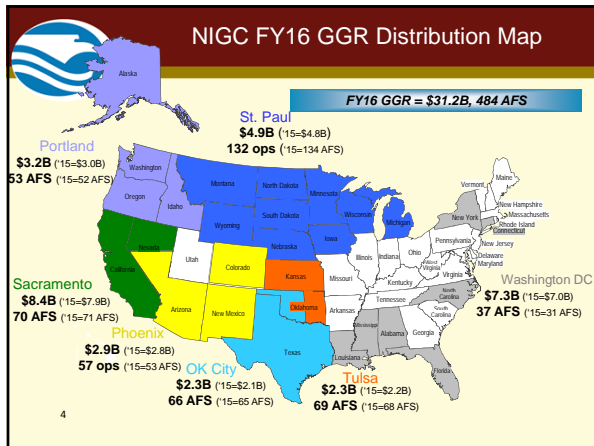 NIGC FY16 GGR Distribution Map
Alaska
FY16 GGR = $31.2B, 484 AFS
St. Paul
$4.9B ('15=$4.8B)
132 ops ('15=134 AFS)
Portland
$3.2B ('15=$3.0B)
53 AFS ('15=52 AFS)
Washington
Oregon
Idaho
Montana
North Dakota
Minnesota
Wisconsin
Michigan
Wyoming
South Dakota
Nebraska
Iowa
Vermont
Maine
New Hampshire
Massachusetts
New York
Rhode Island
Connecticut
Pennsylvania
New Jersey
Delaware
Maryland
Nevada
California
Utah
Colorado
Kansas
Missouri
Illinois
Indiana
Ohio
West
Virginia
Virginia
Kentucky
Tennessee
North
Carolina
South
Carolina
Arizona
New Mexico
Oklahoma
Arkansas
Texas
Louisiana
Mississippi
Alabama
Georgia
Florida
Washington DC
$7.3B ('15=$7.0B)
37 AFS ('15=31 AFS)
Sacramento
$8.4B ('15=$7.9B)
70 AFS ('15=71 AFS)
Phoenix
$2.9B ('15=$2.8B)
57 ops ('15=53 AFS)
OK City
$2.3B ('15=$2.1B)
66 AFS ('15=65 AFS)
Tulsa
$2.3B ('15=$2.2B)
69 AFS ('15=68 AFS)
4